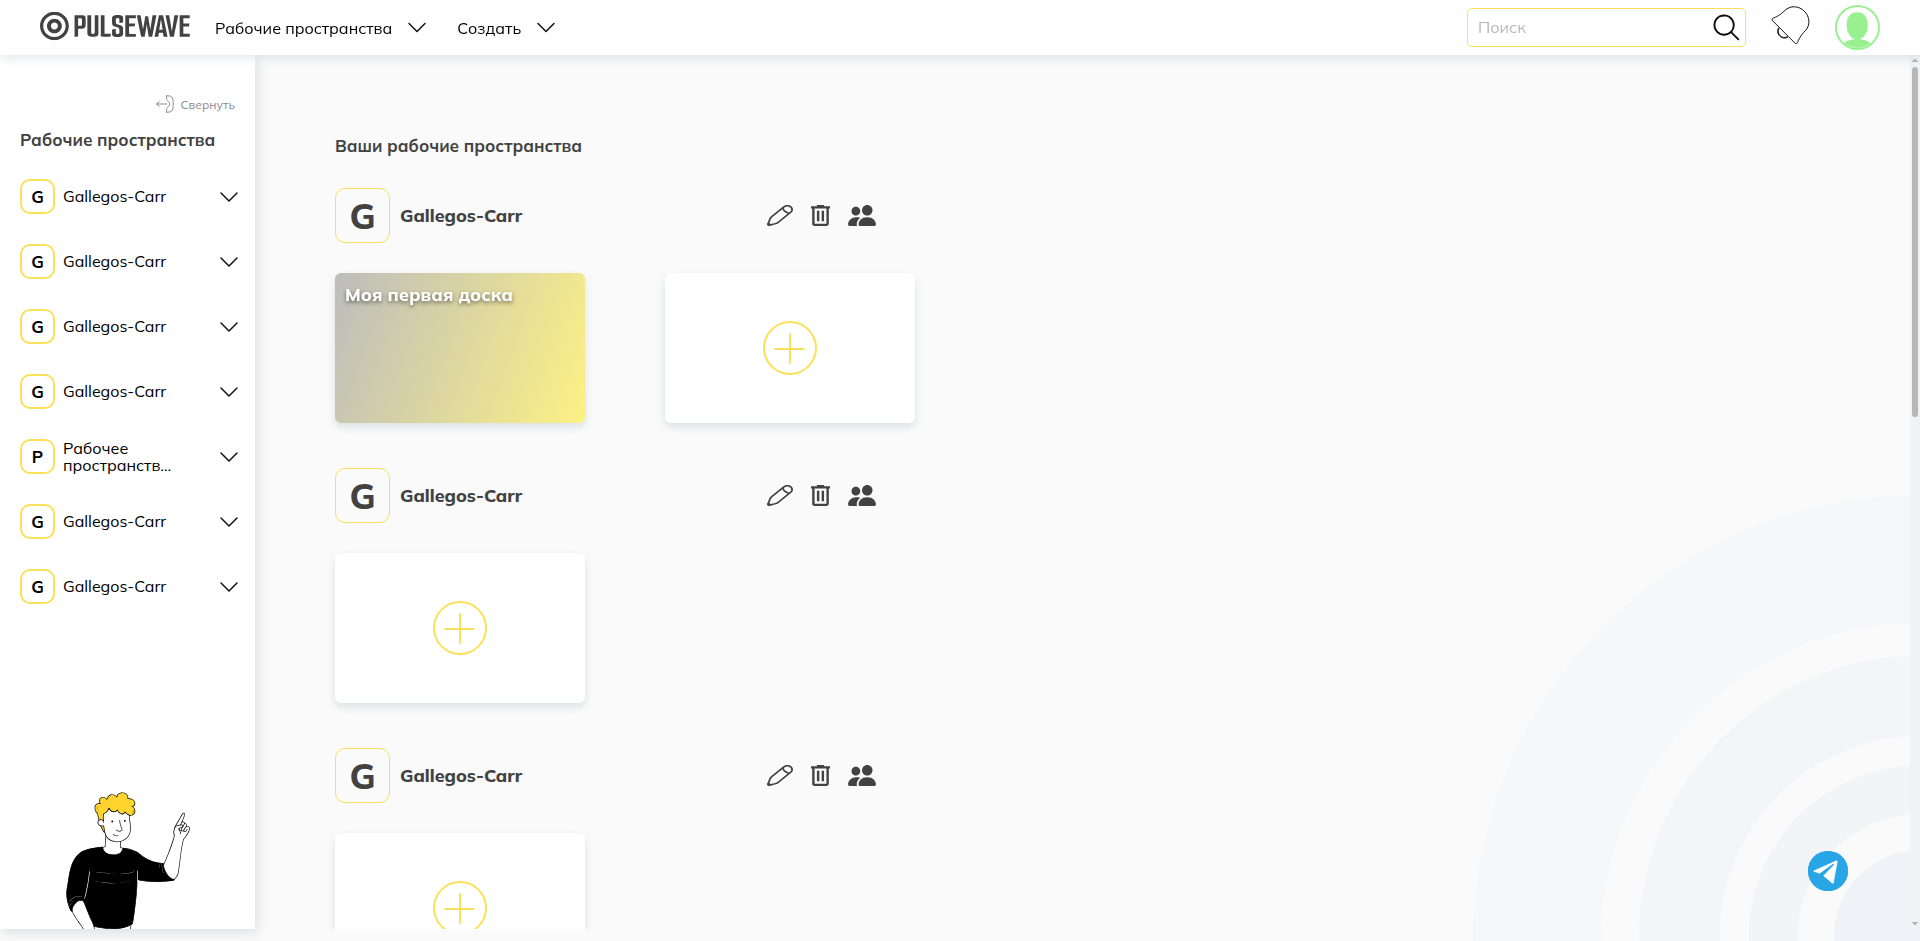 PULSEWAVE
Рабочие пространства
Создать
Поиск
Свернуть
Рабочие пространства
G
Gallegos-Carr
G
Gallegos-Carr
G
Gallegos-Carr
G
Gallegos-Carr
Р
Рабочее
пространств...
G
Gallegos-Carr
G
Gallegos-Carr
Ваши рабочие пространства
G
Gallegos-Carr
Моя первая доска
G
Gallegos-Carr
G
Gallegos-Carr